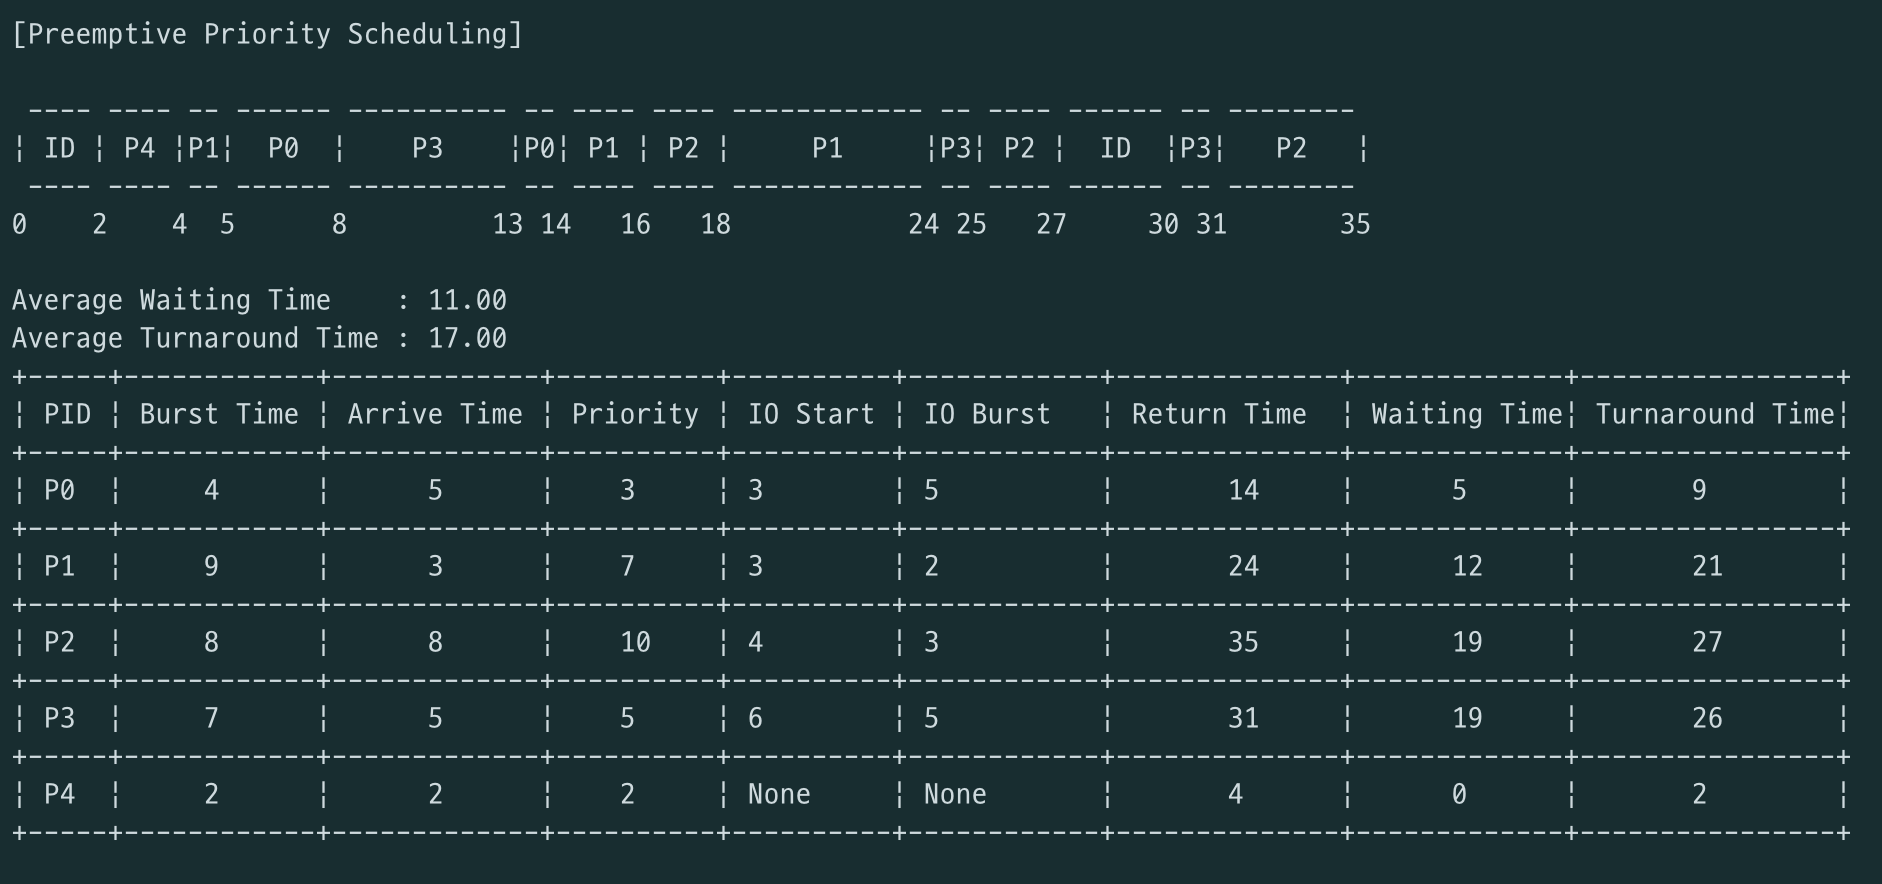 [Preemptive Priority Scheduling]
 ---- ---- -- ------ ---------- -- ---- ---- ------------ -- ---- ------ -- --------
¦ ID ¦ P4 ¦P1¦  P0  ¦    P3    ¦P0¦ P1 ¦ P2 ¦     P1     ¦P3¦ P2 ¦  ID  ¦P3¦   P2   ¦
 ---- ---- -- ------ ---------- -- ---- ---- ------------ -- ---- ------ -- --------
0    2    4  5      8         13 14   16   18           24 25   27     30 31       35
Average Waiting Time    : 11.00
Average Turnaround Time : 17.00
+-----+------------+-------------+----------+----------+------------+--------------+-------------+----------------+
¦ PID ¦ Burst Time ¦ Arrive Time ¦ Priority ¦ IO Start ¦ IO Burst   ¦ Return Time  ¦ Waiting Time¦ Turnaround Time¦
+-----+------------+-------------+----------+----------+------------+--------------+-------------+----------------+
¦ P0  ¦     4      ¦      5      ¦    3     ¦ 3        ¦ 5          ¦       14     ¦      5      ¦       9        ¦
+-----+------------+-------------+----------+----------+------------+--------------+-------------+----------------+
¦ P1  ¦     9      ¦      3      ¦    7     ¦ 3        ¦ 2          ¦       24     ¦      12     ¦       21       ¦
+-----+------------+-------------+----------+----------+------------+--------------+-------------+----------------+
¦ P2  ¦     8      ¦      8      ¦    10    ¦ 4        ¦ 3          ¦       35     ¦      19     ¦       27       ¦
+-----+------------+-------------+----------+----------+------------+--------------+-------------+----------------+
¦ P3  ¦     7      ¦      5      ¦    5     ¦ 6        ¦ 5          ¦       31     ¦      19     ¦       26       ¦
+-----+------------+-------------+----------+----------+------------+--------------+-------------+----------------+
¦ P4  ¦     2      ¦      2      ¦    2     ¦ None     ¦ None       ¦       4      ¦      0      ¦       2        ¦
+-----+------------+-------------+----------+----------+------------+--------------+-------------+----------------+